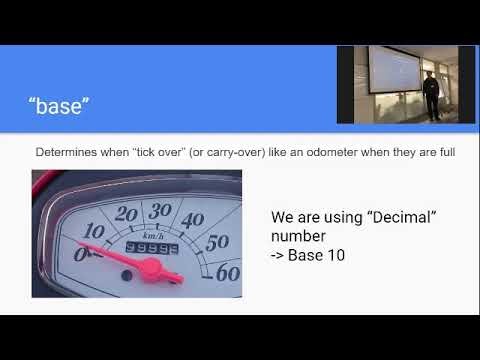 “base”
Determines when “tick over” (or carry-over) like an odometer when they are full
0 10 20 30 40 50 60
km/h
We are using “Decimal”
number
-> Base 10